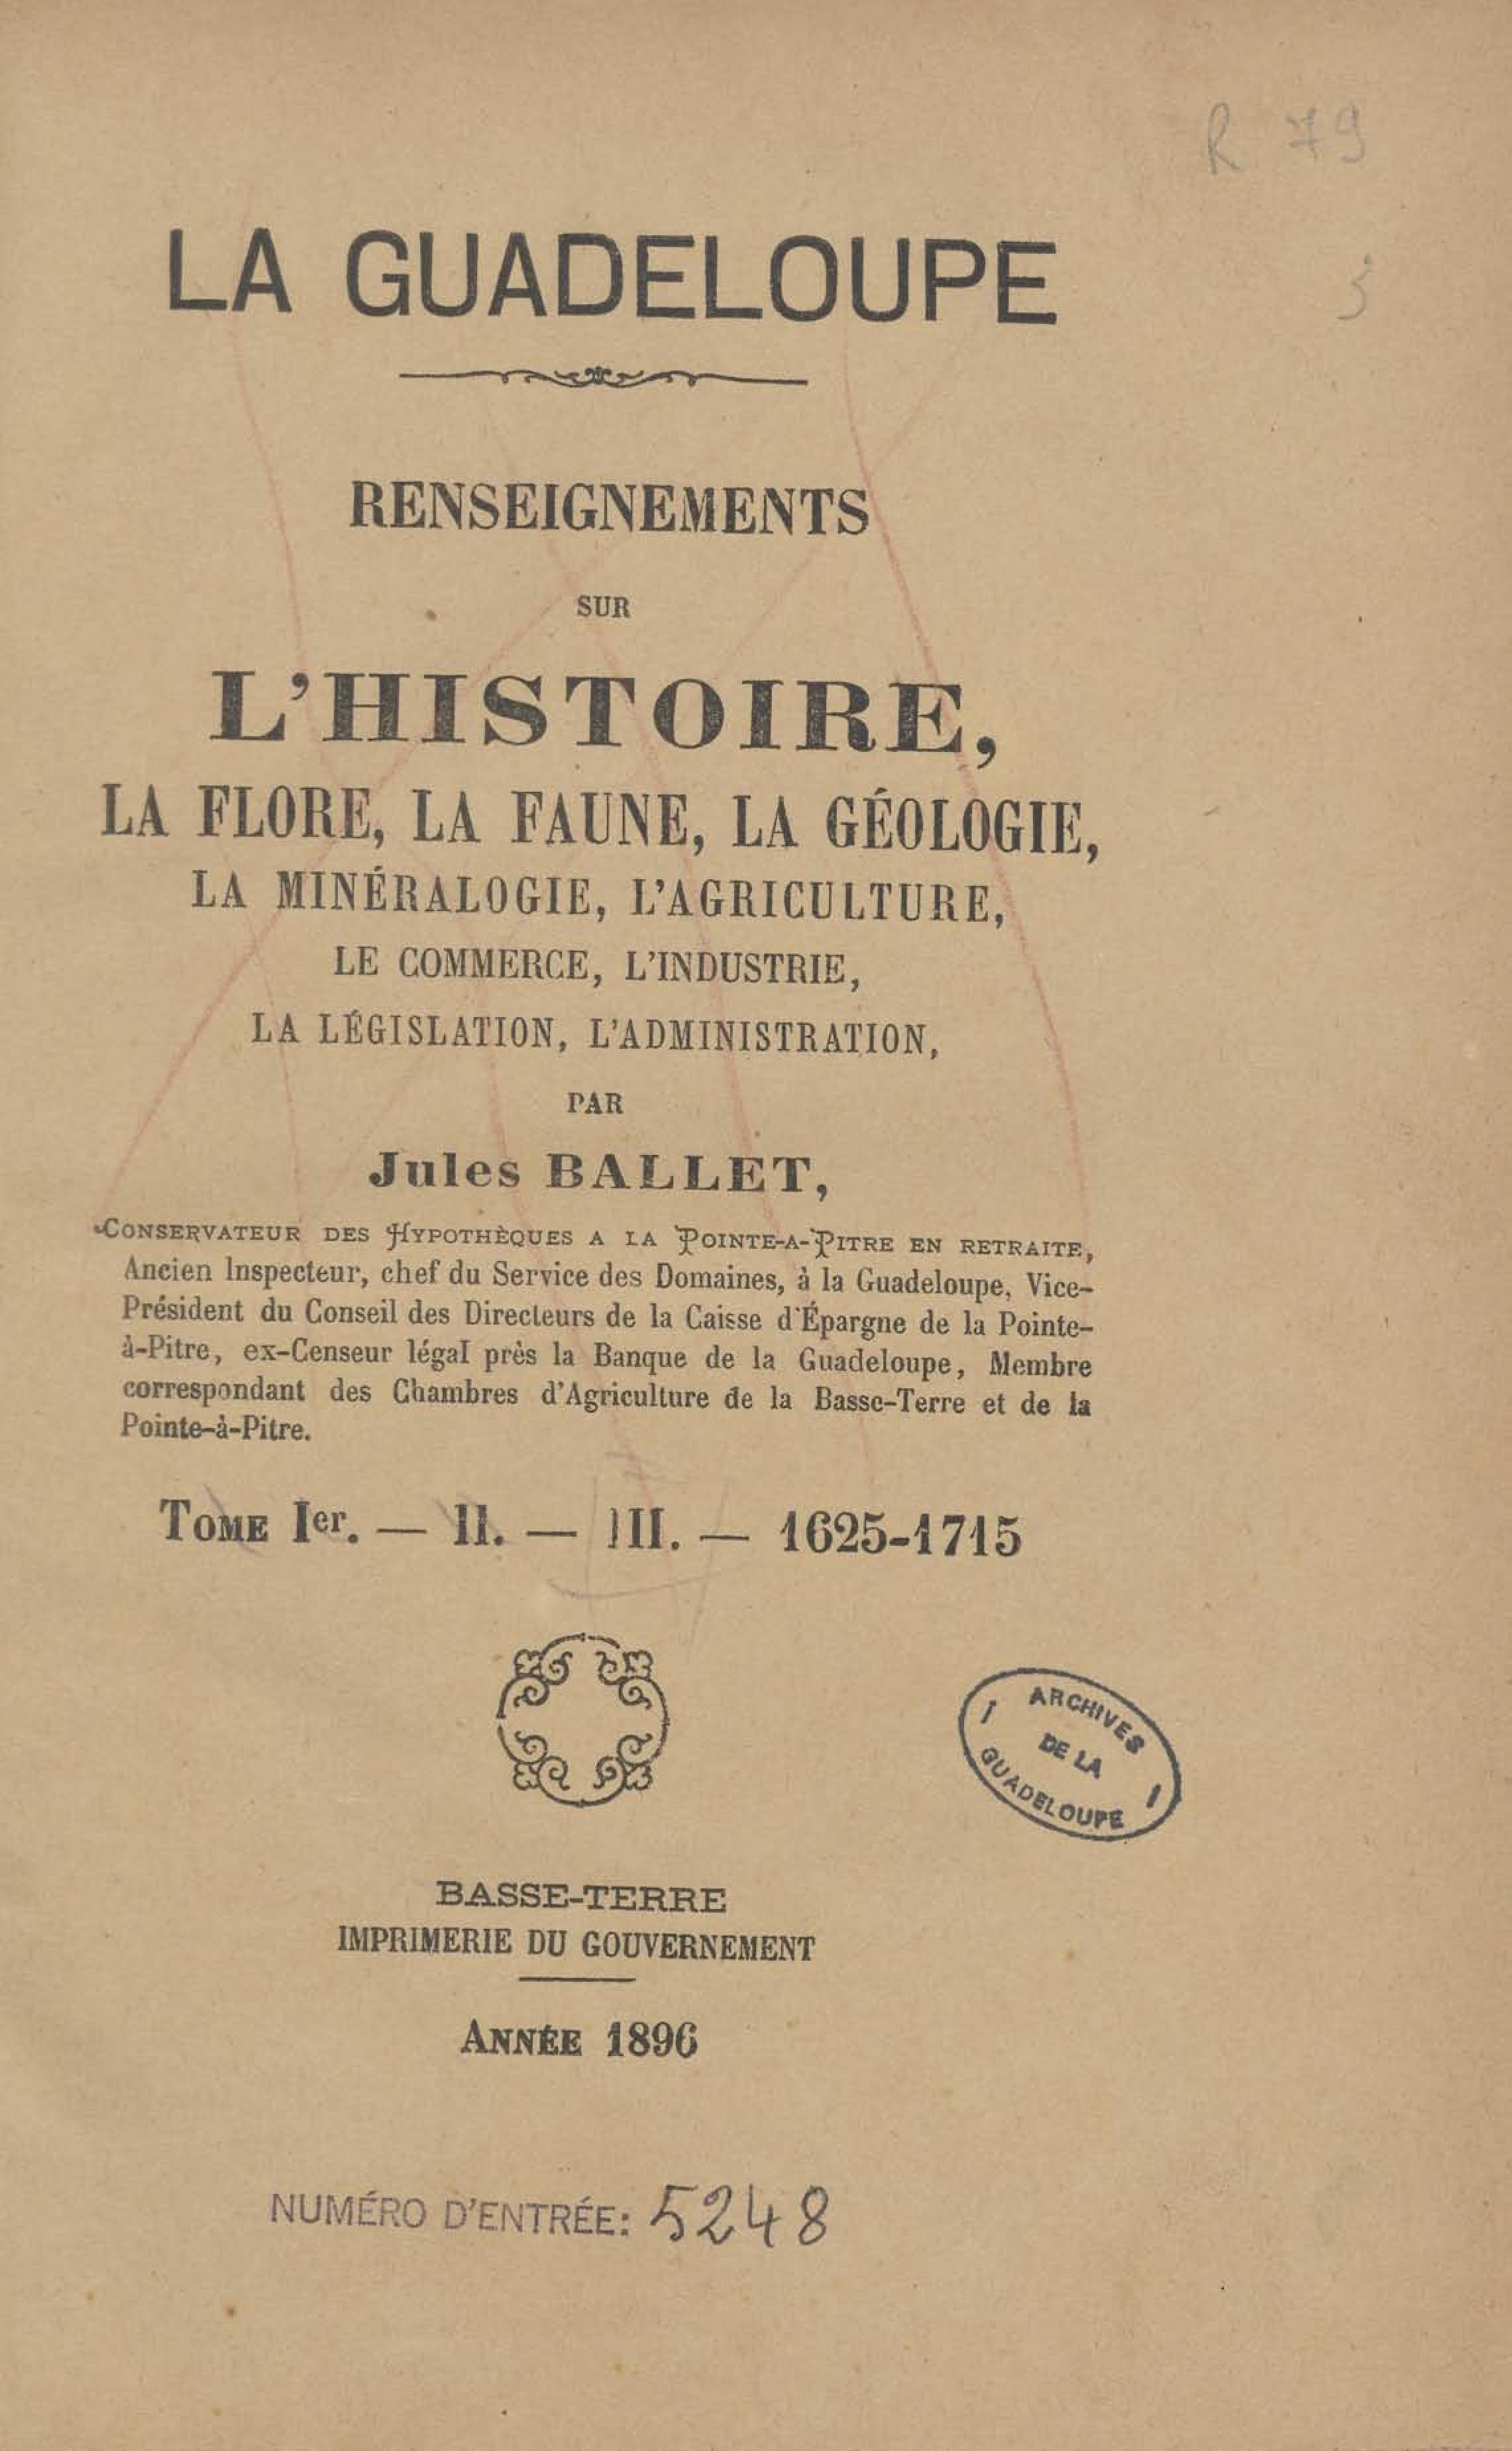 R 79
3
LA GUADELOUPE
RENSEIGNEMENTS
SUR
L'HISTOIRE,
LA FLORE, LA FAUNE, LA GÉOLOGIE,
LA MINÉRALOGIE, L'AGRICULTURE,
LE COMMERCE, L'INDUSTRIE,
LA LÉGISLATION, L'ADMINISTRATION,
PAR
Jules BALLET,
CONSERVATEUR DES HYPOTHÈQUES A LA POINTE-A-PITRE EN RETRAITE,
Ancien Inspecteur, chef du Service des Domaines, à la Guadeloupe, Vice-
Président du Conseil des Directeurs de la Caisse d'Épargne de la Pointe-
à-Pitre, ex-Censeur légal près la Banque de la Guadeloupe, Membre
correspondant des Chambres d'Agriculture de la Basse-Terre et de la
Pointe-à-Pitre.
TOME Ier. — II. — III. — 1625-1715
ARCHIVES
DE LA
GUADELOUPE
BASSE-TERRE
IMPRIMERIE DU GOUVERNEMENT
ANNÉE 1896
NUMÉRO D'ENTRÉE: 5248